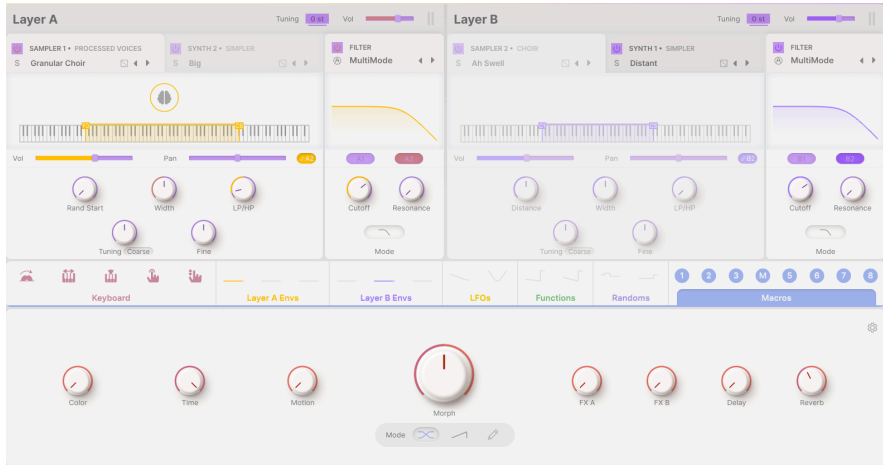 Layer A Tuning 0 st Vol
Layer B Tuning 0 st Vol
SAMPLER 1 • PROCESSED VOICES
S Granular Choir
SYNTH 2 • SIMPLER
S Big
FILTER
MultiMode
SAMPLER 2 • CHOIR
S Ah Swell
SYNTH 1 • SIMPLER
S Distant
FILTER
MultiMode
Vol Pan A2
Vol Pan B2
B2
Rand Start Width LP/HP
Cutoff Resonance
Distance Width LP/HP
Cutoff Resonance
Tuning Coarse Fine
Mode
Tuning Coarse Fine
Mode
1 2 3 M 5 6 7 8
Keyboard Layer A Envs Layer B Envs LFOs Functions Randoms Macros
Color Time Motion Morph FX A FX B Delay Reverb
Mode